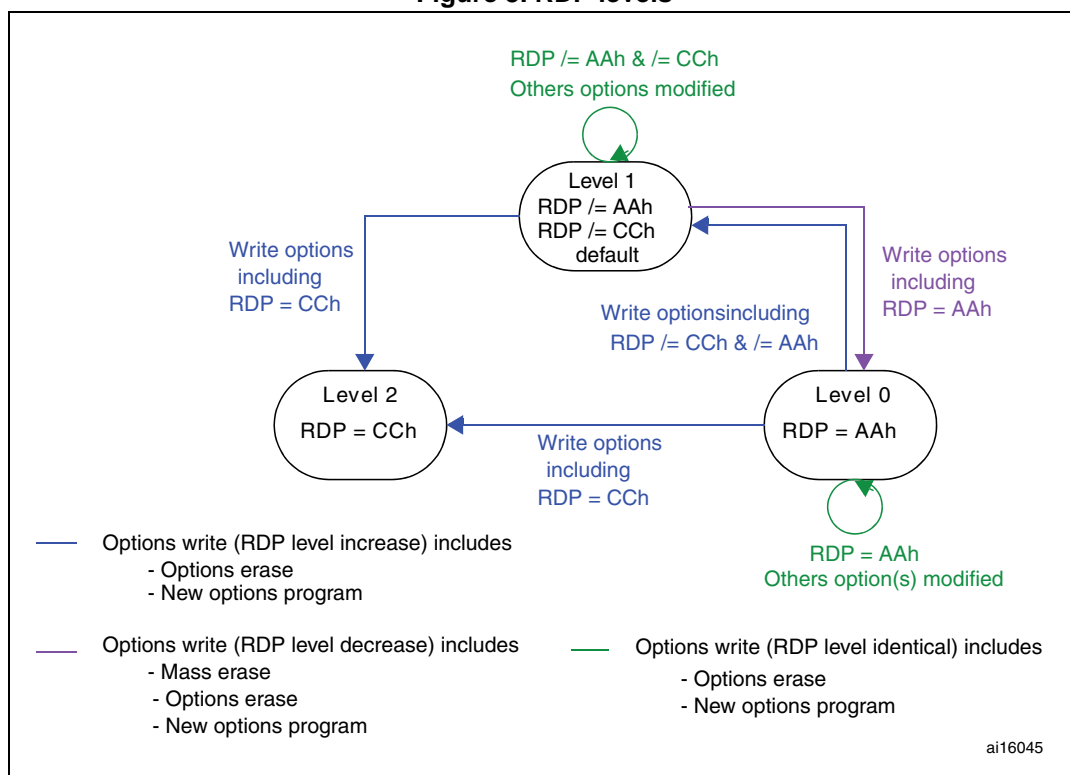 RDP /= AAh & /= CCh
Others options modified
Level 1
RDP /= AAh
RDP /= CCh
default
Write options
including
RDP = CCh
Write options
including
RDP = AAh
Write optionsincluding
RDP /= CCh & /= AAh
Level 2
RDP = CCh
Level 0
RDP = AAh
Write options
including
RDP = CCh
RDP = AAh
Others option(s) modified
Options write (RDP level increase) includes
- Options erase
- New options program
Options write (RDP level decrease) includes
- Mass erase
- Options erase
- New options program
Options write (RDP level identical) includes
- Options erase
- New options program
ai16045